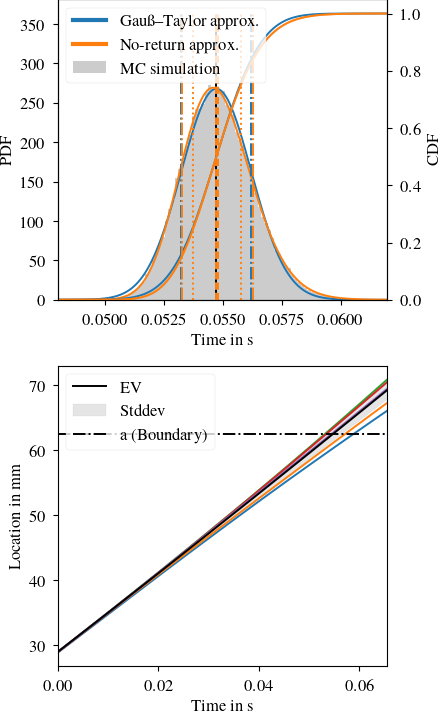 Gauß–Taylor approx.
No-return approx.
MC simulation
350
300
250
200
150
100
50
0
PDF
1.0
0.8
0.6
0.4
0.2
0.0
CDF
0.0500 0.0525 0.0550 0.0575 0.0600
Time in s
EV
Stddev
a (Boundary)
70
60
50
40
30
Location in mm
0.00 0.02 0.04 0.06
Time in s